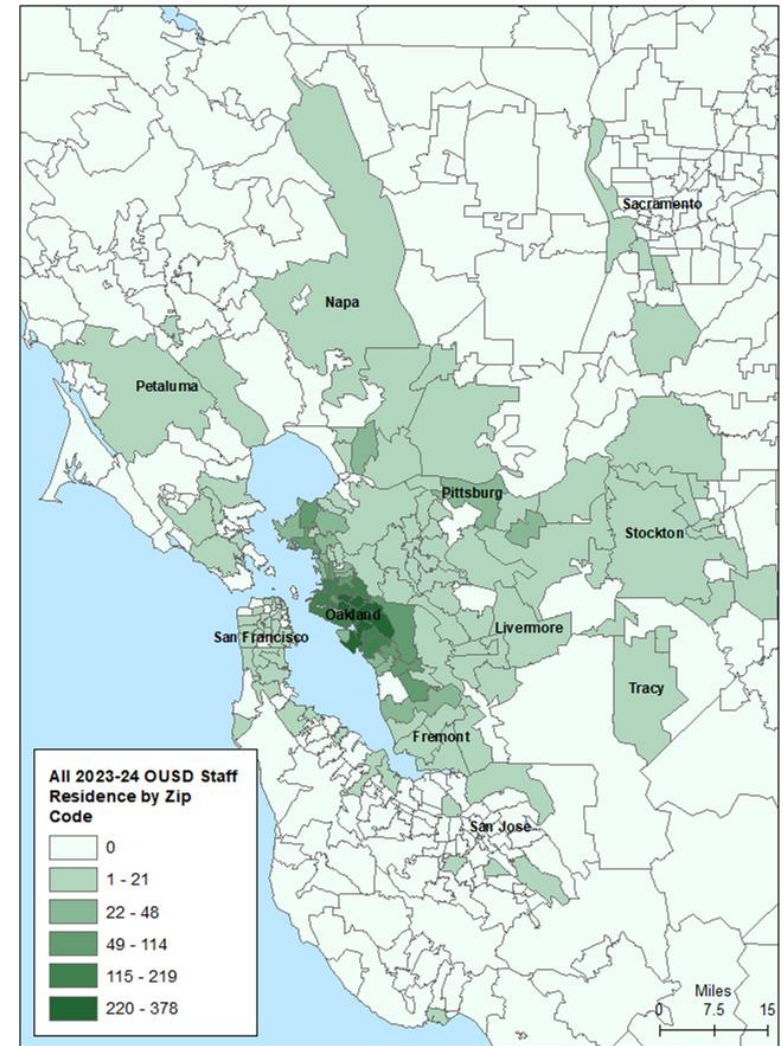 Sacramento
Napa
Petaluma
Pittsburg
Stockton
Oakland
San Francisco
Livermore
Tracy
Fremont
San Jose
All 2023-24 OUSD Staff
Residence by Zip
Code
0
1 - 21
22 - 48
49 - 114
115 - 219
220 - 378
Miles
0 7.5 15